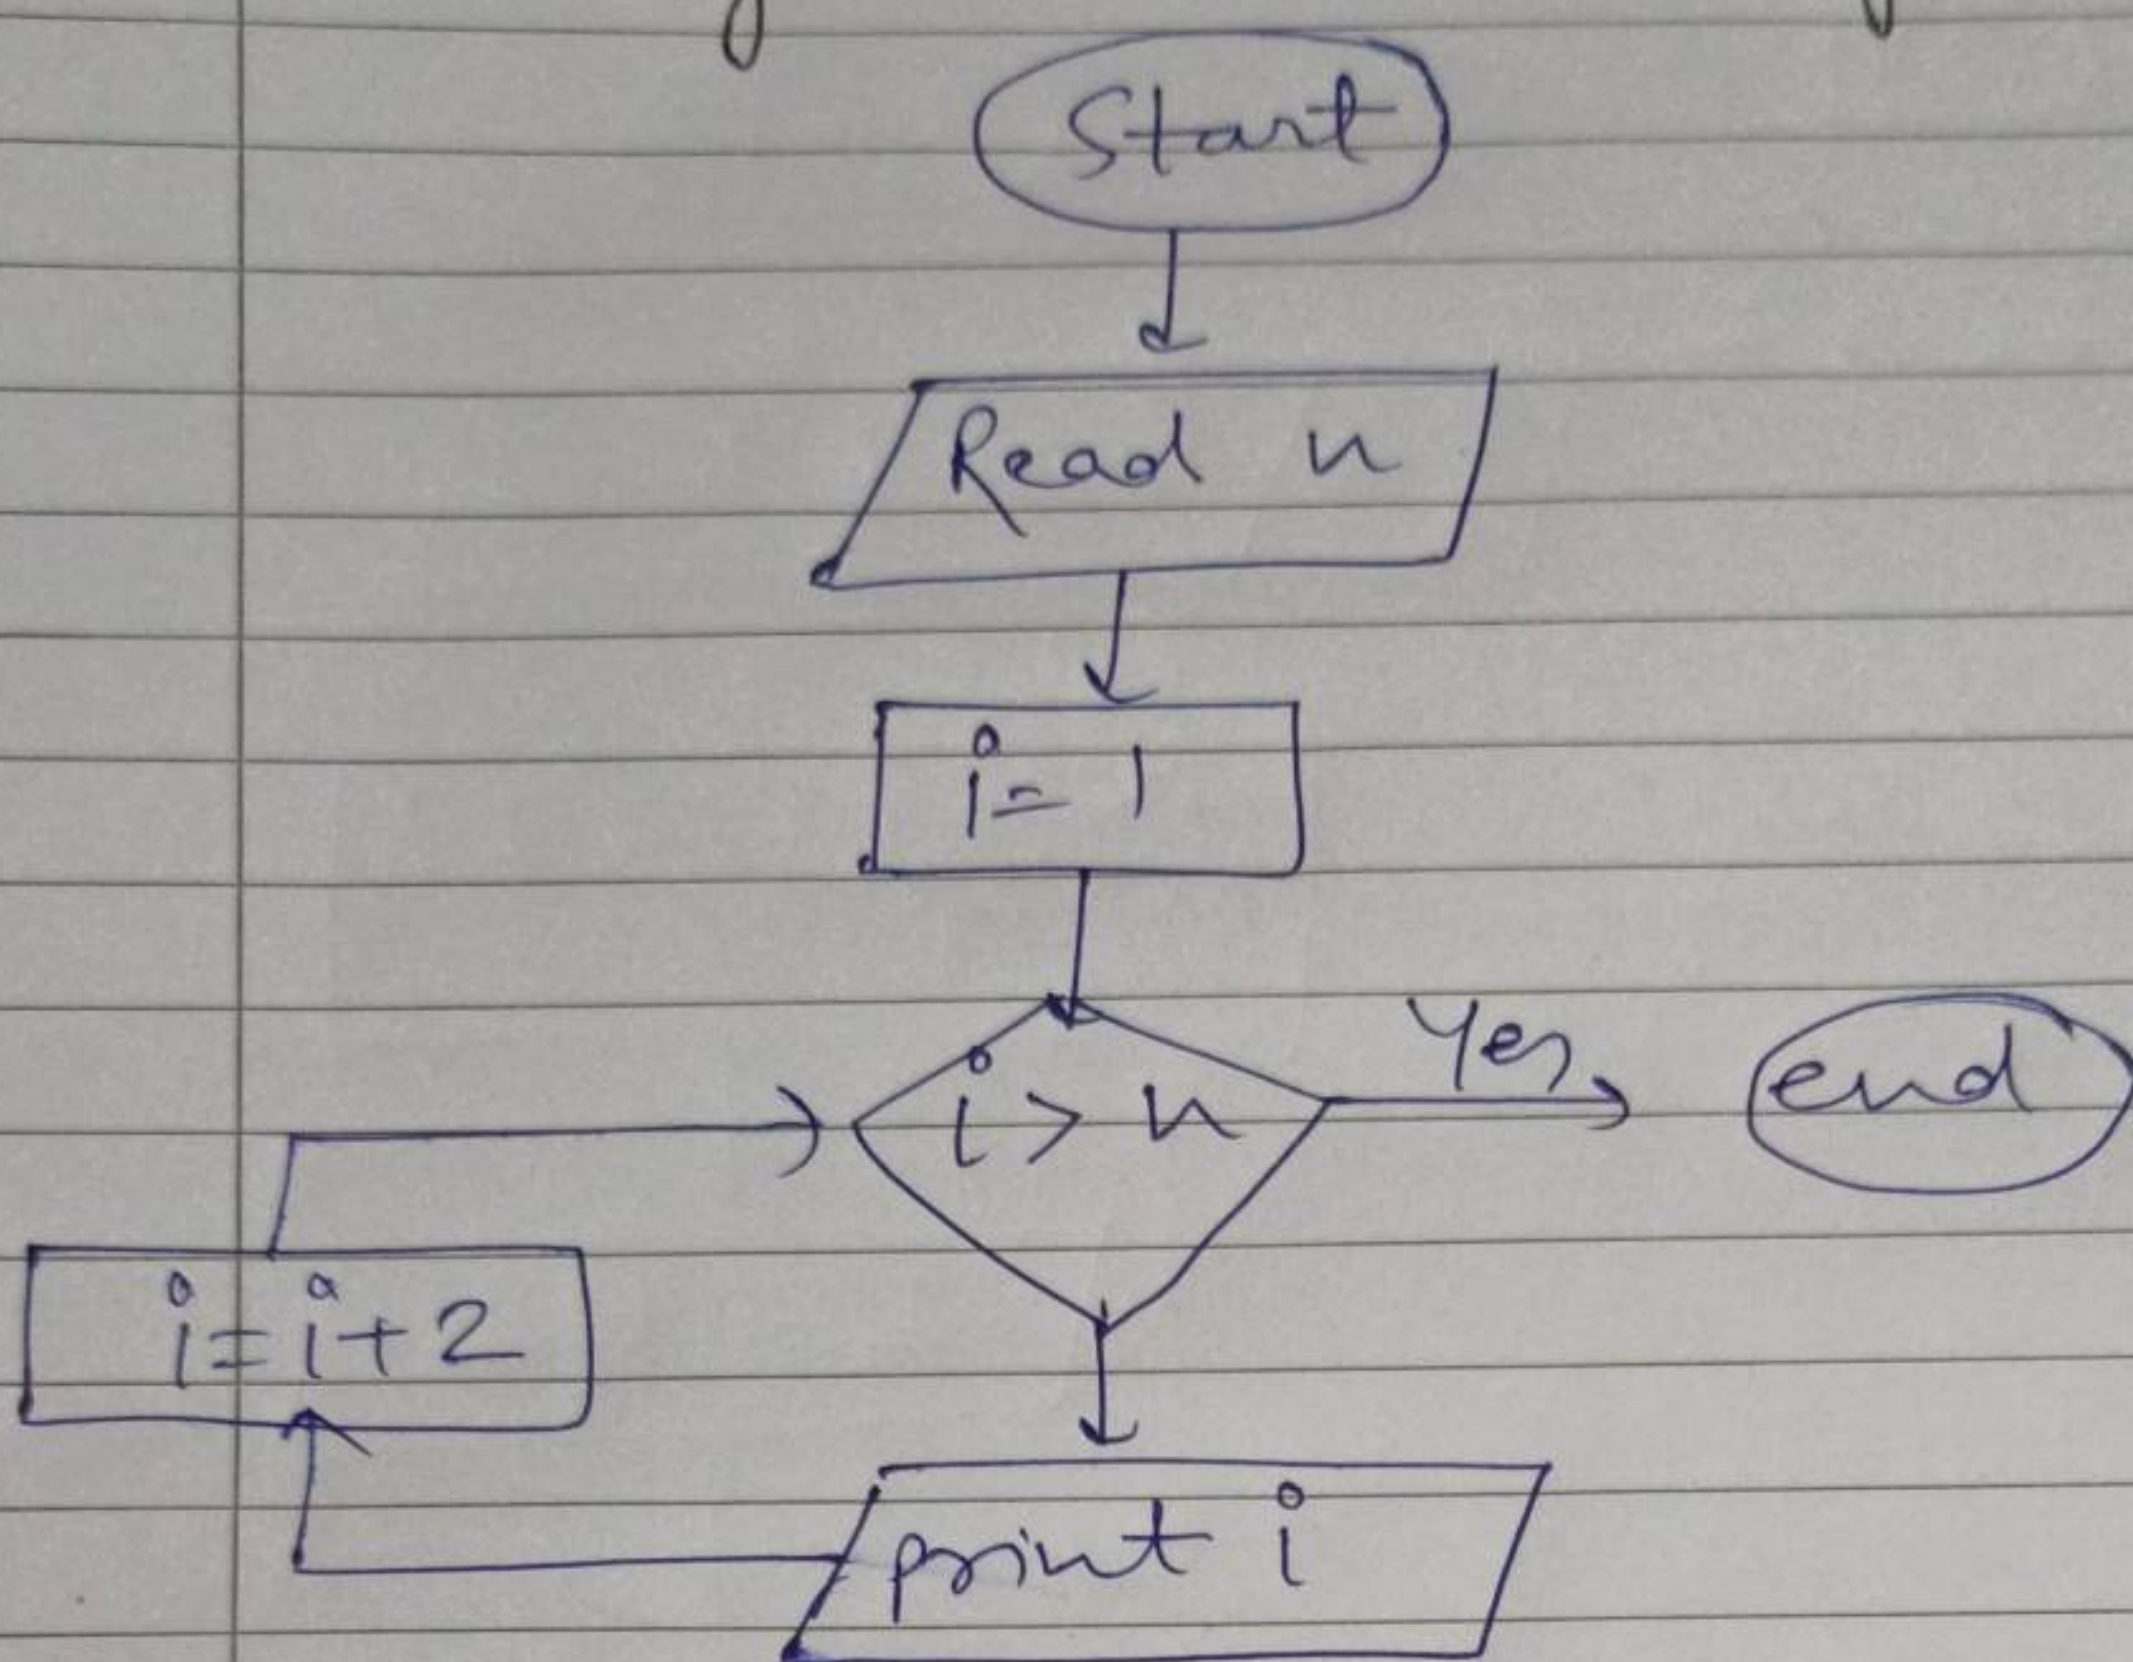 Start
Read n
i = 1
i > n
Yes
end
i = i + 2
print i